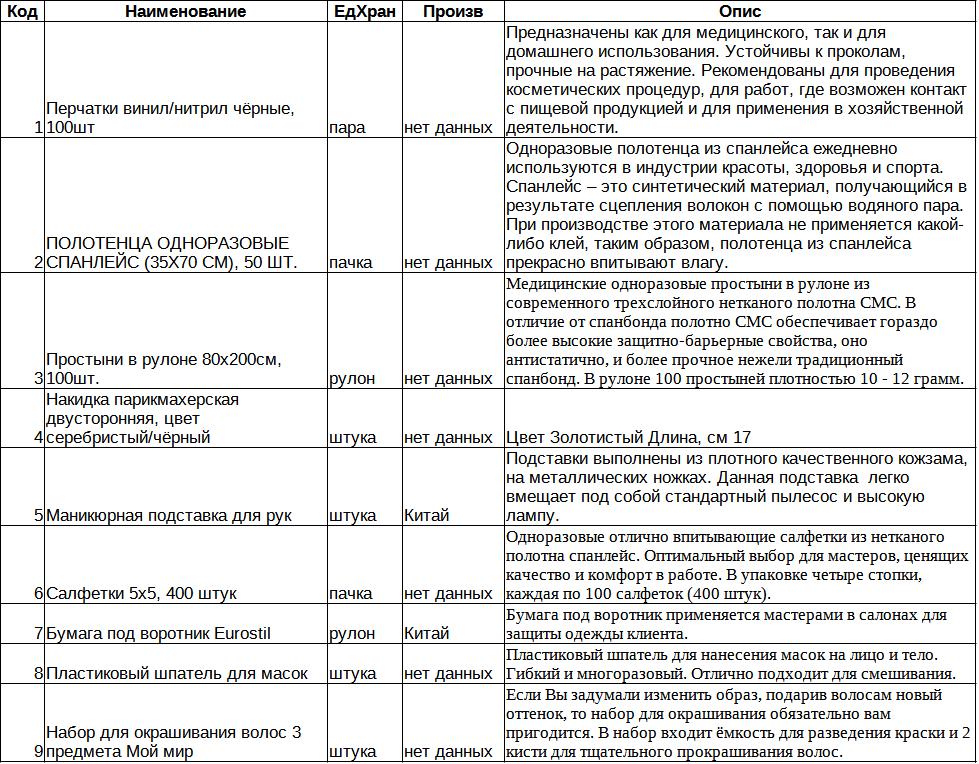 Код Наименование ЕдХран Произв Опис
Предназначены как для медицинского, так и для
домашнего использования. Устойчивы к проколам,
прочные на растяжение. Рекомендованы для проведения
косметических процедур, для работ, где возможен контакт
Перчатки винил/нитрил чёрные, с пищевой продукцией и для применения в хозяйственной
1 100шт пара нет данных деятельности.
Одноразовые полотенца из спанлейса ежедневно
используются в индустрии красоты, здоровья и спорта.
Спанлейс – это синтетический материал, получающийся в
результате сцепления волокон с помощью водяного пара.
При производстве этого материала не применяется какой-
ПОЛОТЕНЦА ОДНОРАЗОВЫЕ либо клей, таким образом, полотенца из спанлейса
2 СПАНЛЕЙС (35Х70 СМ), 50 ШТ. пачка нет данных прекрасно впитывают влагу.
Медицинские одноразовые простыни в рулоне из
современного трехслойного нетканого полотна СМС. В
отличие от спанбонда полотно СМС обеспечивает гораздо
более высокие защитно-барьерные свойства, оно
Простыни в рулоне 80х200см, антистатично, и более прочное нежели традиционный
3 100шт. рулон нет данных спанбонд. В рулоне 100 простыней плотностью 10 - 12 грамм.
Накидка парикмахерская
двусторонняя, цвет
4 серебристый/чёрный штука нет данных Цвет Золотистый Длина, см 17
Подставки выполнены из плотного качественного кожзама,
на металлических ножках. Данная подставка  легко
вмещает под собой стандартный пылесос и высокую
5 Маникюрная подставка для рук штука Китай лампу.
Одноразовые отлично впитывающие салфетки из нетканого
полотна спанлейс. Оптимальный выбор для мастеров, ценящих
качество и комфорт в работе. В упаковке четыре стопки,
6 Салфетки 5х5, 400 штук пачка нет данных каждая по 100 салфеток (400 штук).
Бумага под воротник применяется мастерами в салонах для
7 Бумага под воротник Eurostil рулон Китай защиты одежды клиента.
Пластиковый шпатель для нанесения масок на лицо и тело.
8 Пластиковый шпатель для масок штука нет данных Гибкий и многоразовый. Отлично подходит для смешивания.
Если Вы задумали изменить образ, подарив волосам новый
оттенок, то набор для окрашивания обязательно вам
Набор для окрашивания волос 3 пригодится. В набор входит ёмкость для разведения краски и 2
9 предмета Мой мир штука нет данных кисти для тщательного прокрашивания волос.